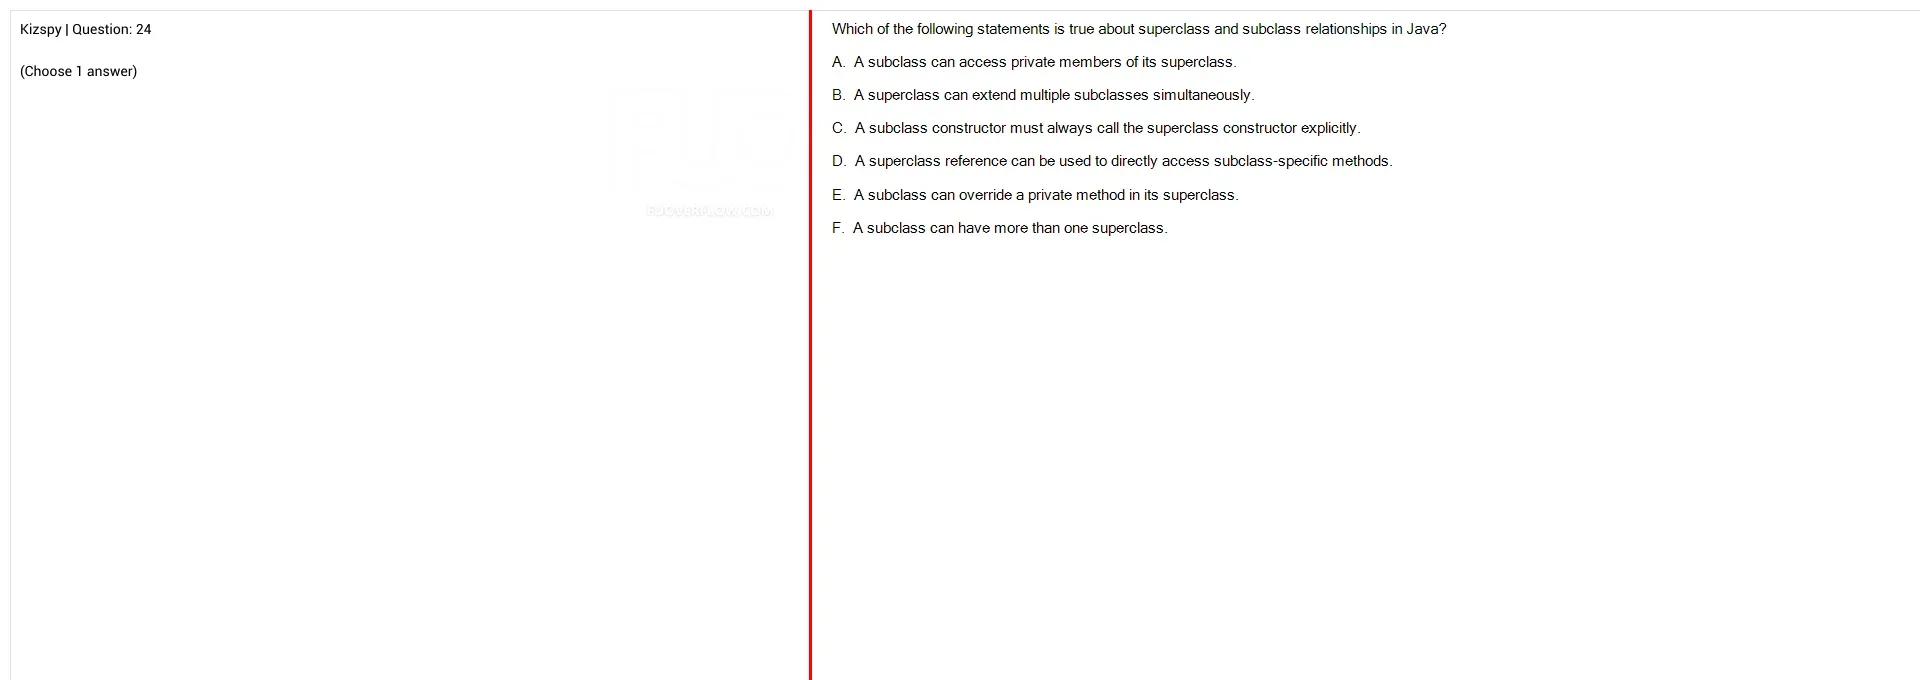 Kizspy | Question: 24
(Choose 1 answer)
FUOVERFLOW.COM
Which of the following statements is true about superclass and subclass relationships in Java?
A. A subclass can access private members of its superclass.
B. A superclass can extend multiple subclasses simultaneously.
C. A subclass constructor must always call the superclass constructor explicitly.
D. A superclass reference can be used to directly access subclass-specific methods.
E. A subclass can override a private method in its superclass.
F. A subclass can have more than one superclass.